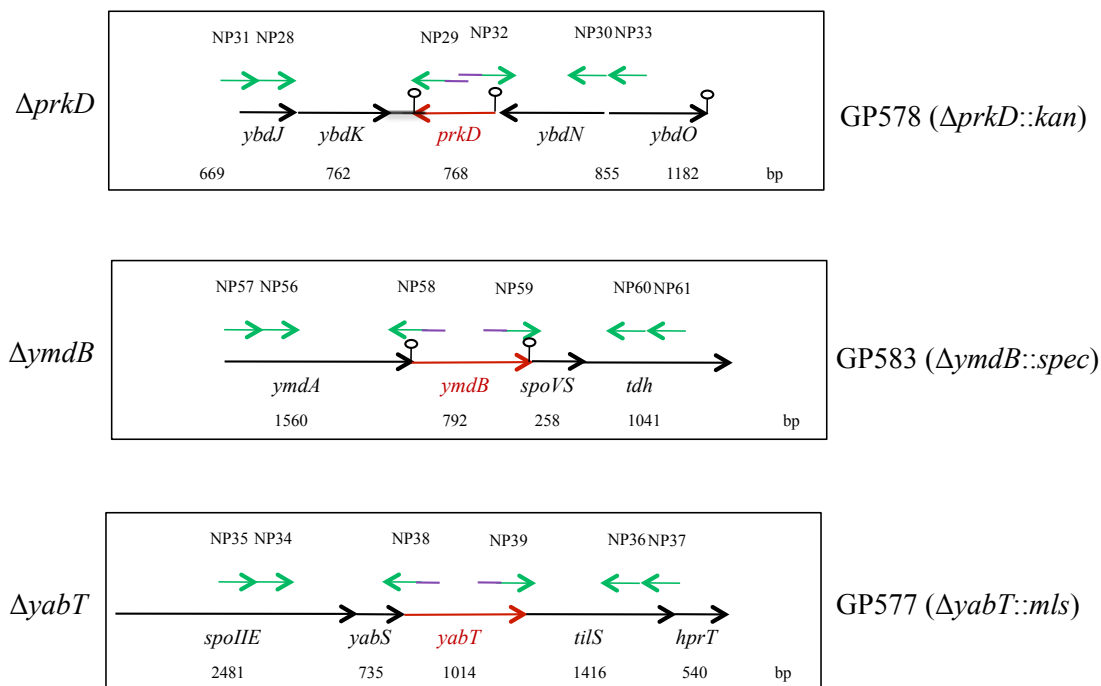 NP31 NP28 NP29 NP32 NP30 NP33
ΔprkD
GP578 (ΔprkD::kan)
ybdJ ybdK prkD ybdN ybdO
669 762 768 855 1182 bp
NP57 NP56 NP58 NP59 NP60 NP61
ΔymdB
GP583 (ΔymdB::spec)
ymdA ymdB spoVS tdh
1560 792 258 1041 bp
NP35 NP34 NP38 NP39 NP36 NP37
ΔyabT
GP577 (ΔyabT::mls)
spoIIE yabS yabT tilS hprT
2481 735 1014 1416 540 bp